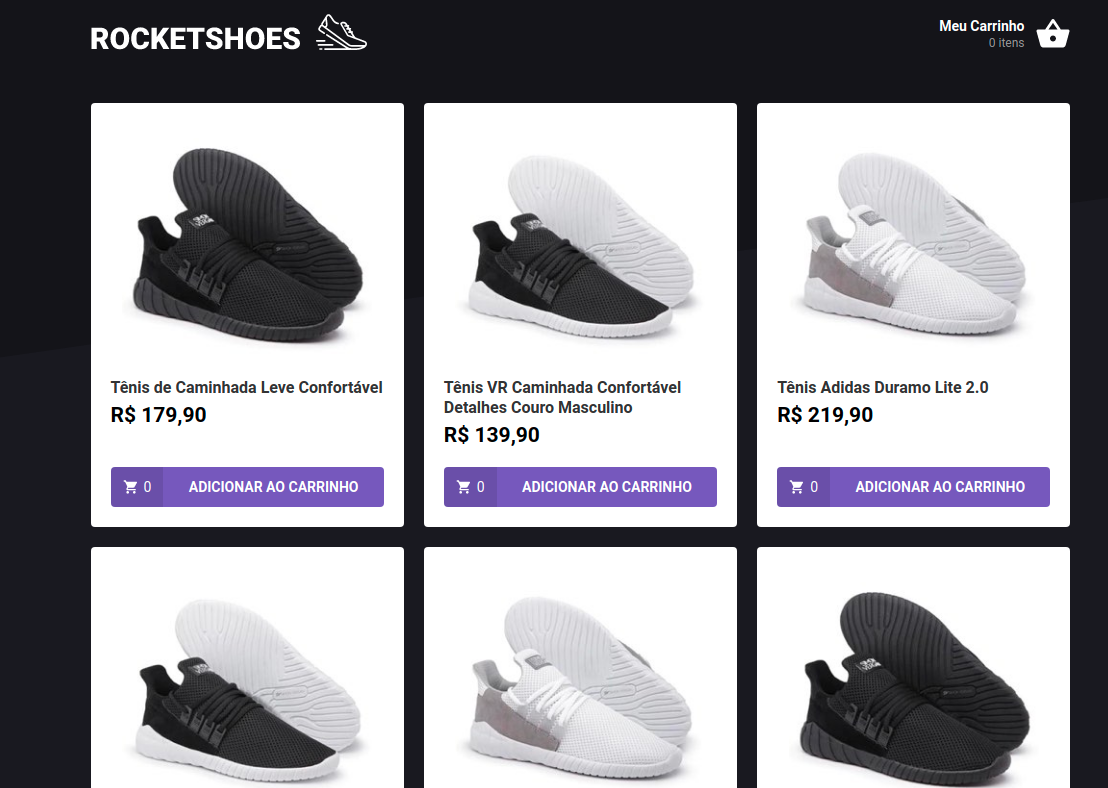 ROCKETSHOES
Meu Carrinho
0 itens
Tênis de Caminhada Leve Confortável
R$ 179,90
0 ADICIONAR AO CARRINHO
Tênis VR Caminhada Confortável
Detalhes Couro Masculino
R$ 139,90
0 ADICIONAR AO CARRINHO
Tênis Adidas Duramo Lite 2.0
R$ 219,90
0 ADICIONAR AO CARRINHO